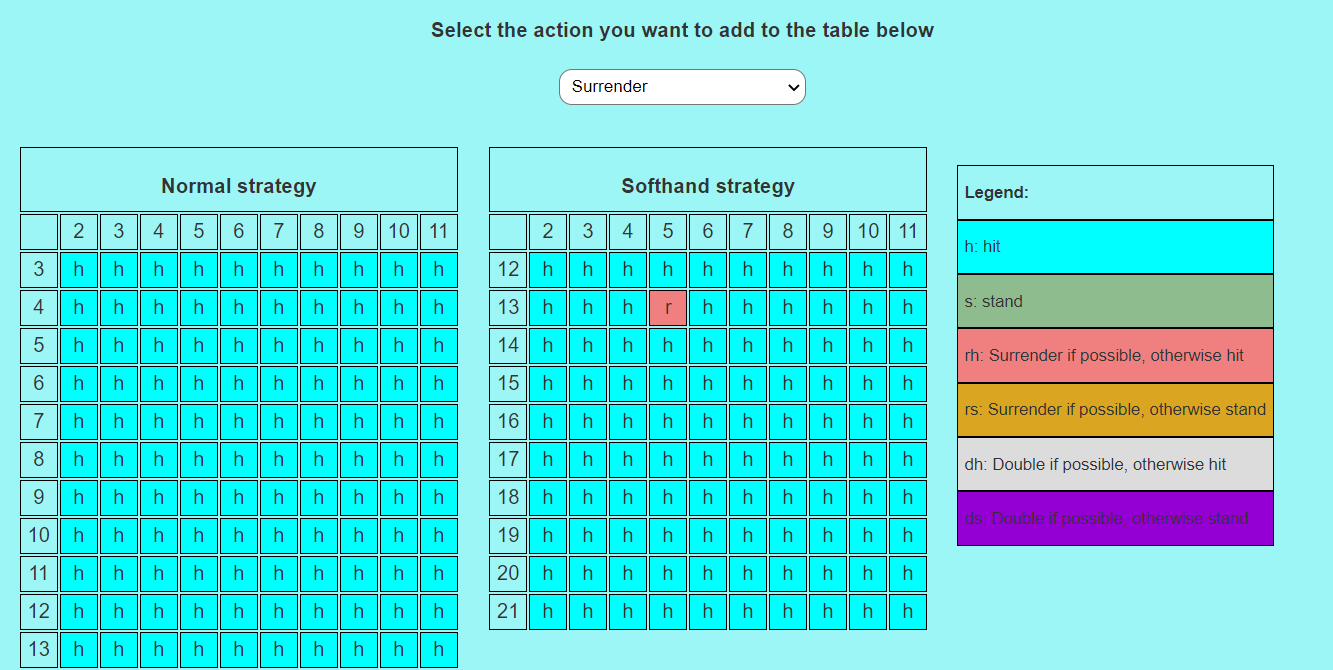 Select the action you want to add to the table below
Surrender
Normal strategy
2 3 4 5 6 7 8 9 10 11
3 h h h h h h h h h h
4 h h h h h h h h h h
5 h h h h h h h h h h
6 h h h h h h h h h h
7 h h h h h h h h h h
8 h h h h h h h h h h
9 h h h h h h h h h h
10 h h h h h h h h h h
11 h h h h h h h h h h
12 h h h h h h h h h h
13 h h h h h h h h h h
Softhand strategy
2 3 4 5 6 7 8 9 10 11
12 h h h h h h h h h h
13 h h h r h h h h h h
14 h h h h h h h h h h
15 h h h h h h h h h h
16 h h h h h h h h h h
17 h h h h h h h h h h
18 h h h h h h h h h h
19 h h h h h h h h h h
20 h h h h h h h h h h
21 h h h h h h h h h h
Legend:
h: hit
s: stand
rh: Surrender if possible, otherwise hit
rs: Surrender if possible, otherwise stand
dh: Double if possible, otherwise hit
ds: Double if possible, otherwise stand